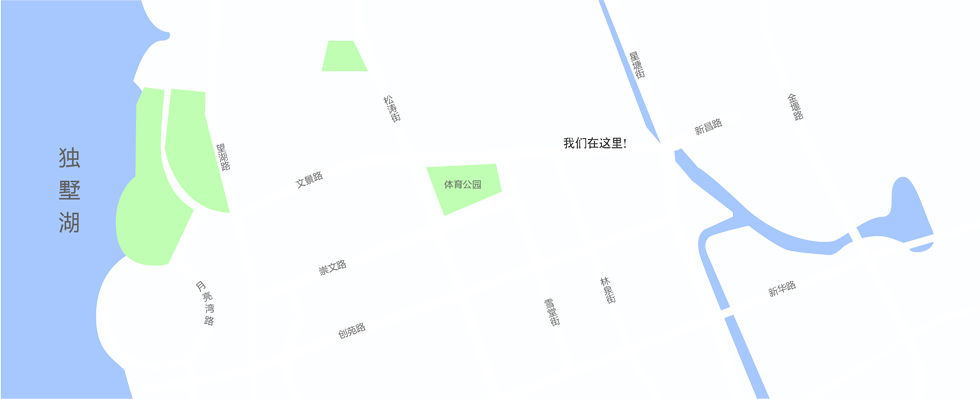 星塘街
松涛街
金堰路
新昌路
我们在这里!
望湖路
独墅湖
文景路
体育公园
崇文路
月亮湾路
林泉街
新华路
雪堂街
创苑路